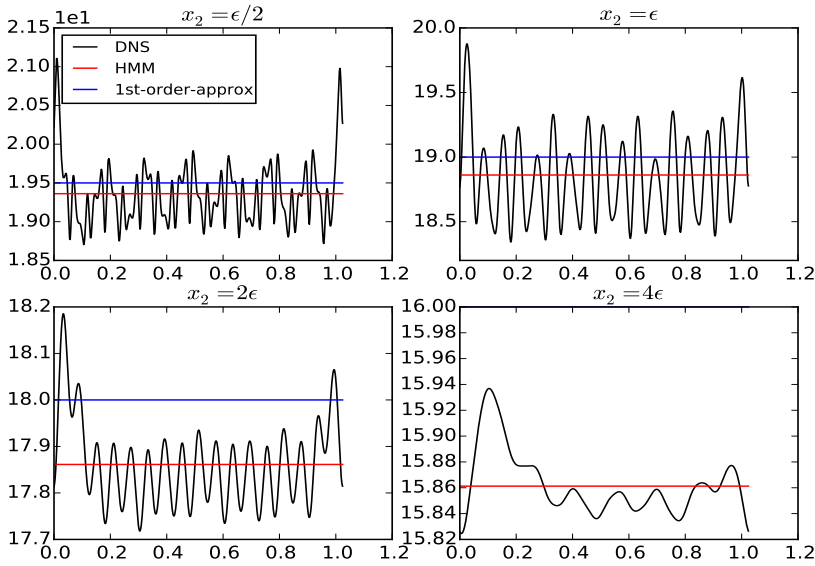 x₂ = ϵ/2
1e1
2.15
2.10
2.05
2.00
1.95
1.90
1.85
0.0 0.2 0.4 0.6 0.8 1.0 1.2
DNS
HMM
1st-order-approx
x₂ = ϵ
20.0
19.5
19.0
18.5
0.0 0.2 0.4 0.6 0.8 1.0 1.2
x₂ = 2ϵ
18.2
18.1
18.0
17.9
17.8
17.7
0.0 0.2 0.4 0.6 0.8 1.0 1.2
x₂ = 4ϵ
16.00
15.98
15.96
15.94
15.92
15.90
15.88
15.86
15.84
15.82
0.0 0.2 0.4 0.6 0.8 1.0 1.2